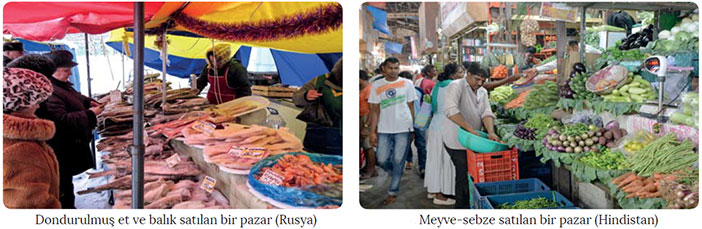 Dondurulmuş et ve balık satılan bir pazar (Rusya)
Meyve-sebze satılan bir pazar (Hindistan)